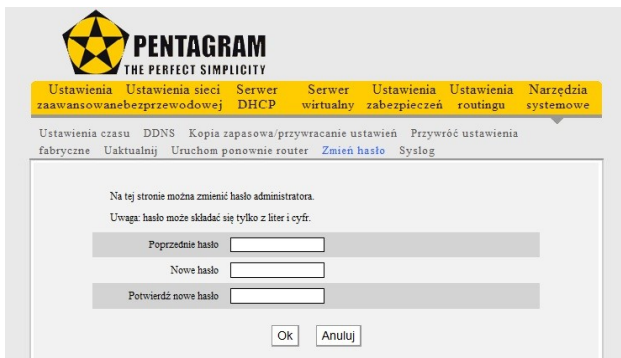 PENTAGRAM
THE PERFECT SIMPLICITY
Ustawienia zaawansowane Ustawienia sieci bezprzewodowej Serwer DHCP Serwer wirtualny Ustawienia zabezpieczeń Ustawienia routingu Narzędzia systemowe
Ustawienia czasu DDNS Kopia zapasowa/przywracanie ustawień Przywróć ustawienia
fabryczne Uaktualnij Uruchom ponownie router Zmień hasło Syslog
Na tej stronie można zmienić hasło administratora.
Uwaga: hasło może składać się tylko z liter i cyfr.
Poprzednie hasło
Nowe hasło
Potwierdź nowe hasło
Ok Anuluj